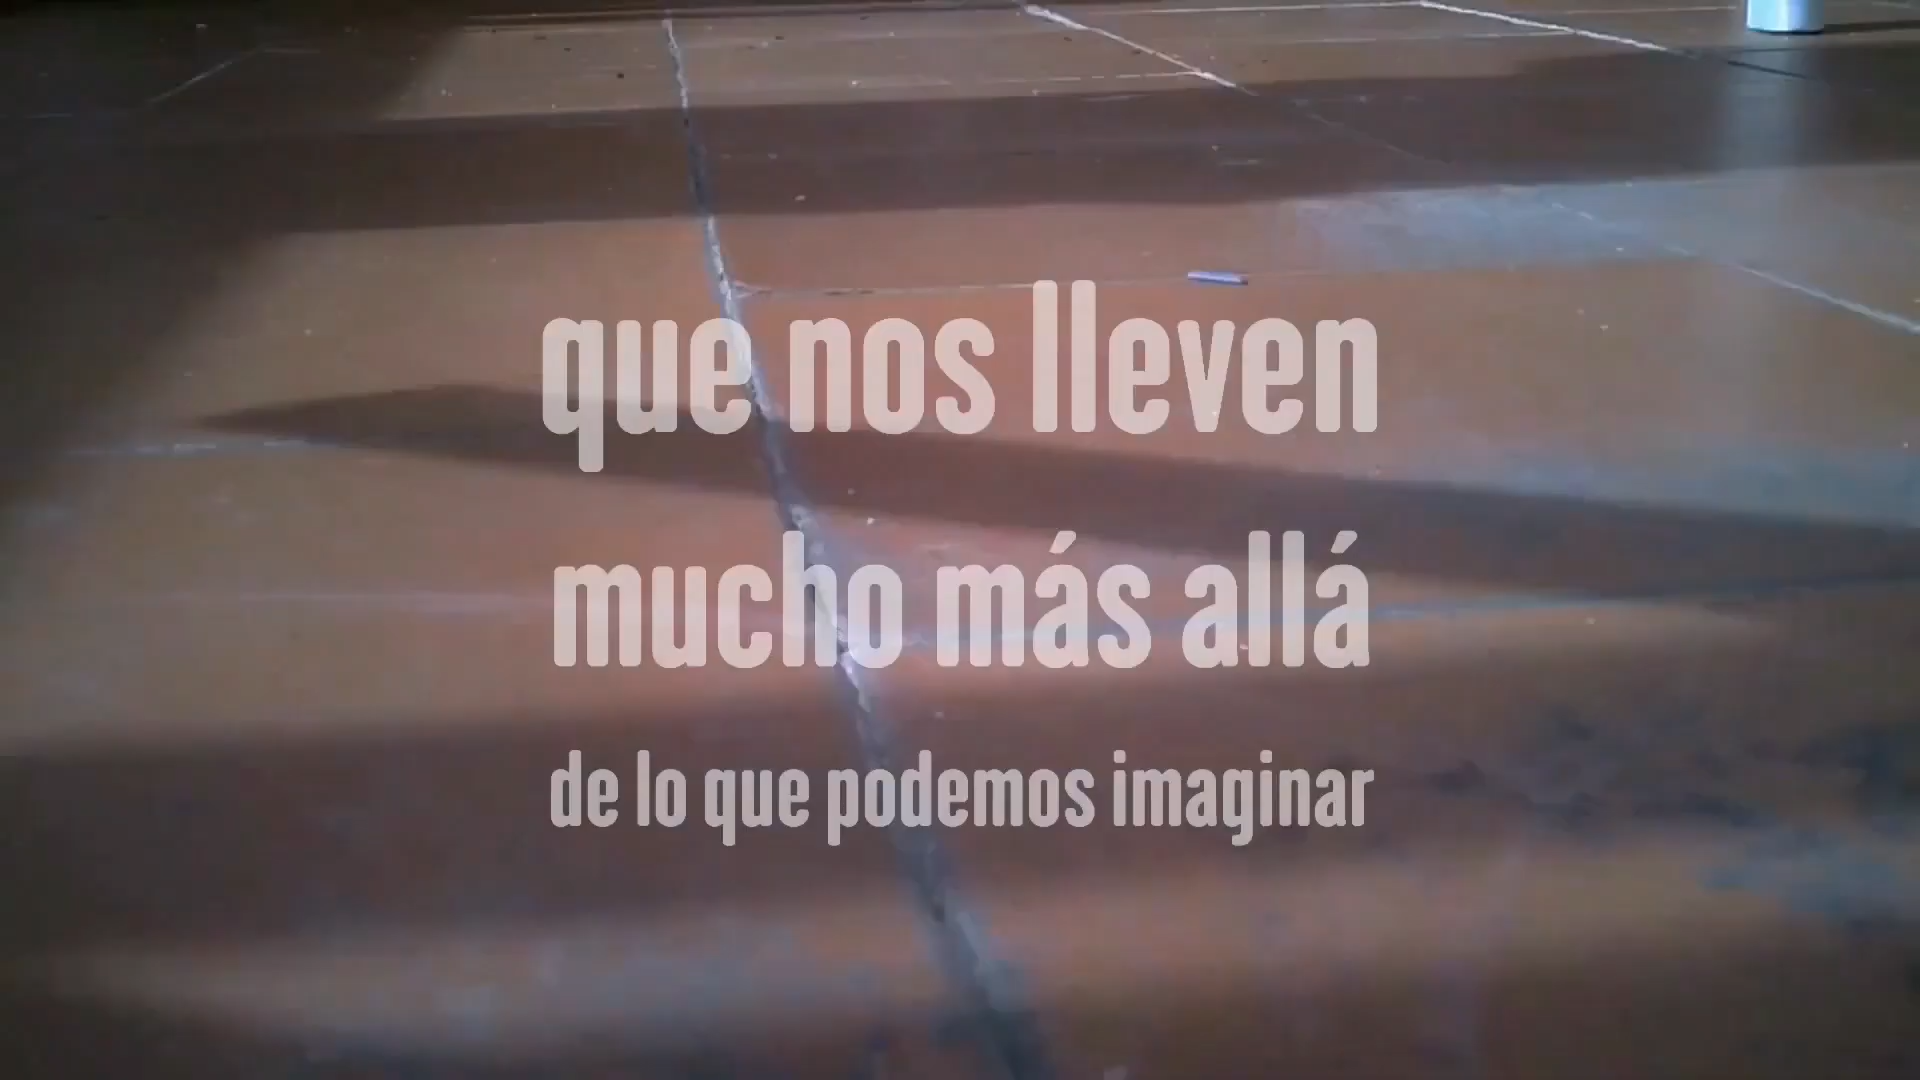 que nos lleven
mucho más allá
de lo que podemos imaginar